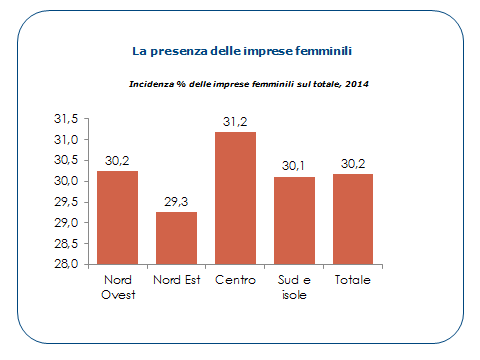 La presenza delle imprese femminili
Incidenza % delle imprese femminili sul totale, 2014
31,5
31,0
30,5
30,0
29,5
29,0
28,5
28,0
30,2
29,3
31,2
30,1
30,2
Nord
Ovest
Nord Est
Centro
Sud e
isole
Totale